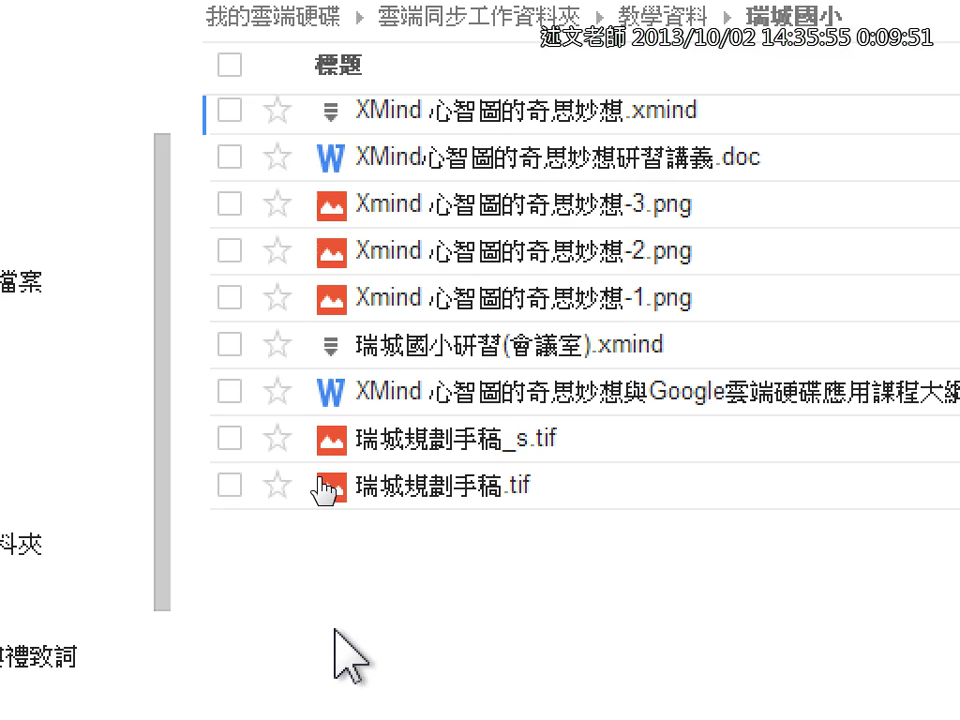 我的雲端硬碟 ▸ 雲端同步工作資料夾 ▸ 教學資料 ▸ 瑞城國小
述文老師 2013/10/02 14:35:55 0:09:51
標題
XMind 心智圖的奇思妙想.xmind
XMind心智圖的奇思妙想研習講義.doc
Xmind 心智圖的奇思妙想-3.png
Xmind 心智圖的奇思妙想-2.png
檔案
Xmind 心智圖的奇思妙想-1.png
瑞城國小研習(會議室).xmind
XMind 心智圖的奇思妙想與Google雲端硬碟應用課程大綱
瑞城規劃手稿_s.tif
瑞城規劃手稿.tif
料夾
禮致詞